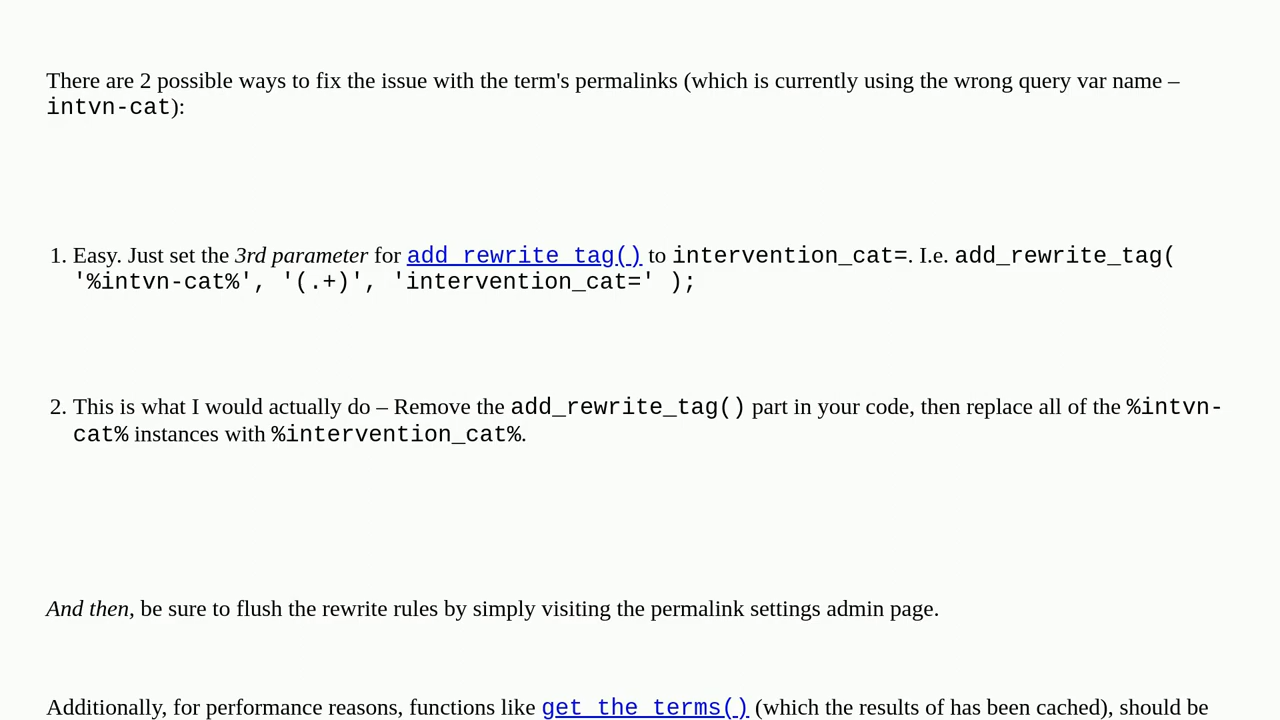 There are 2 possible ways to fix the issue with the term's permalinks (which is currently using the wrong query var name –
intvn-cat):
1. Easy. Just set the 3rd parameter for add_rewrite_tag() to intervention_cat=. I.e. add_rewrite_tag(
'%intvn-cat%', '(.+)', 'intervention_cat=' );
2. This is what I would actually do – Remove the add_rewrite_tag() part in your code, then replace all of the %intvn-
cat% instances with %intervention_cat%.
And then, be sure to flush the rewrite rules by simply visiting the permalink settings admin page.
Additionally, for performance reasons, functions like get_the_terms() (which the results of has been cached), should be